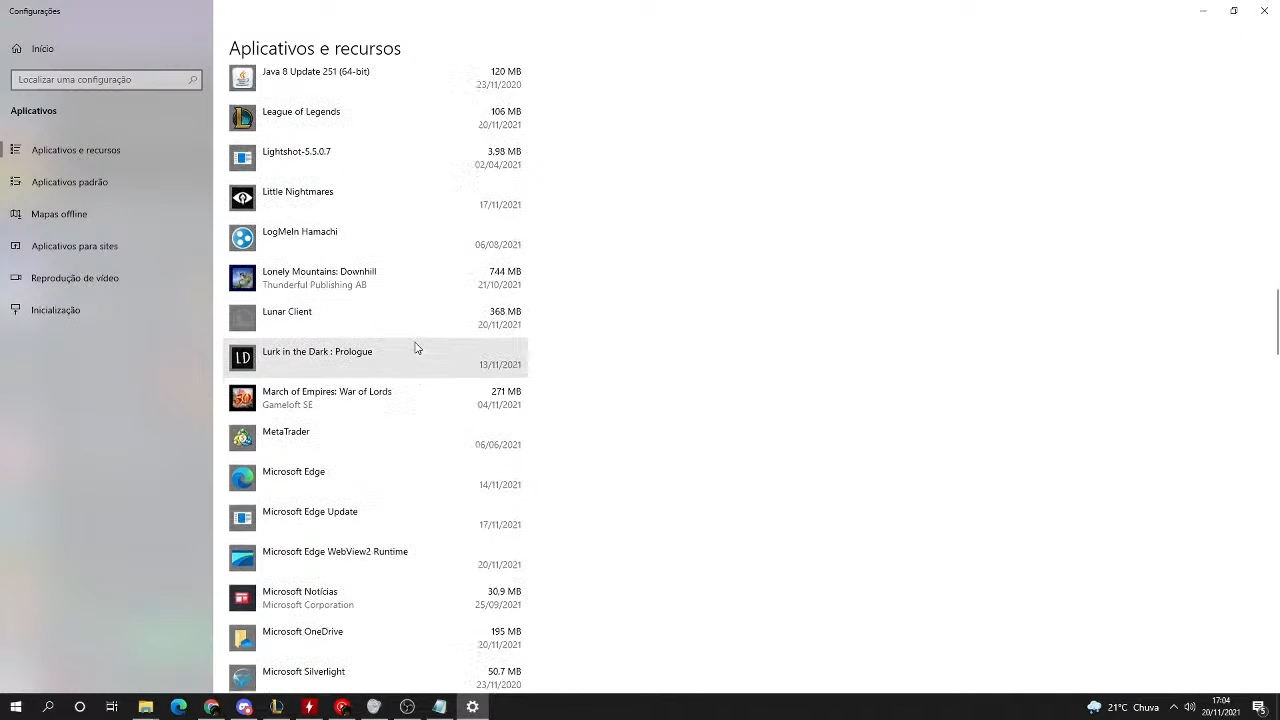 Configurações
Início
Localizar uma configuração
Aplicativos
Aplicativos e recursos
Aplicativos padrão
Mapas offline
Aplicativos para sites
Reprodução de vídeo
Inicialização
Aplicativos e recursos
Java 8 Update 251 (64-bit) 120 MB
23/11/2020
League of Legends 106 MB
20/11/2021
Lightshot-5.5.0.7 3.98 MB
02/04/2021
Little Nightmares
17/11/2021
LogMeIn Hamachi
06/08/2021
Lonely Mountains: Downhill 744 MB
Thunderful Publishing AB 21/10/2021
Lunar Client 368 MB
20/11/2021
Lurk in the Dark : Prologue
13/11/2021
LD
March of Empires: War of Lords 271 MB
Gameloft SE 04/11/2021
MetaTrader
06/06/2021
Microsoft Edge
14/11/2021
Microsoft Edge Update
17/11/2021
Microsoft Edge WebView2 Runtime
20/11/2021
Microsoft Notícias 30.9 MB
Microsoft Corporation 25/09/2021
Microsoft OneDrive 195 MB
20/11/2021
Microsoft Silverlight 50.7 MB
23/11/2020
21°C Chuva
17:04
20/11/2021